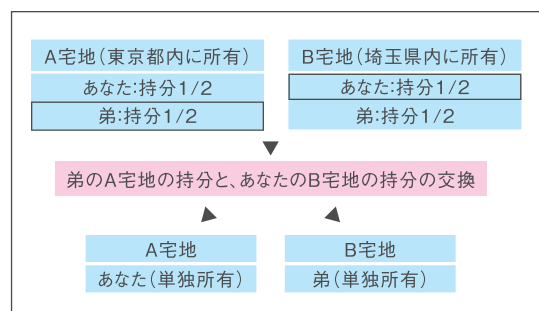 A宅地(東京都内に所有)
あなた:持分1/2
弟:持分1/2
B宅地(埼玉県内に所有)
あなた:持分1/2
弟:持分1/2
弟のA宅地の持分と、あなたのB宅地の持分の交換
A宅地
あなた(単独所有)
B宅地
弟(単独所有)